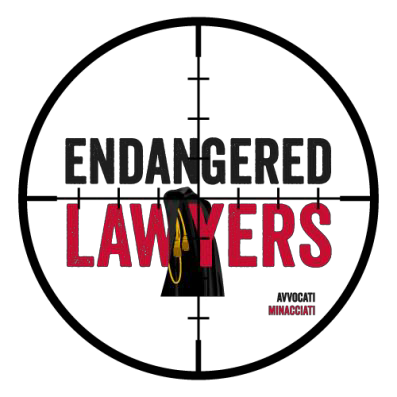 ENDANGERED
LAWYERS
AVVOCATI
MINACCIATI